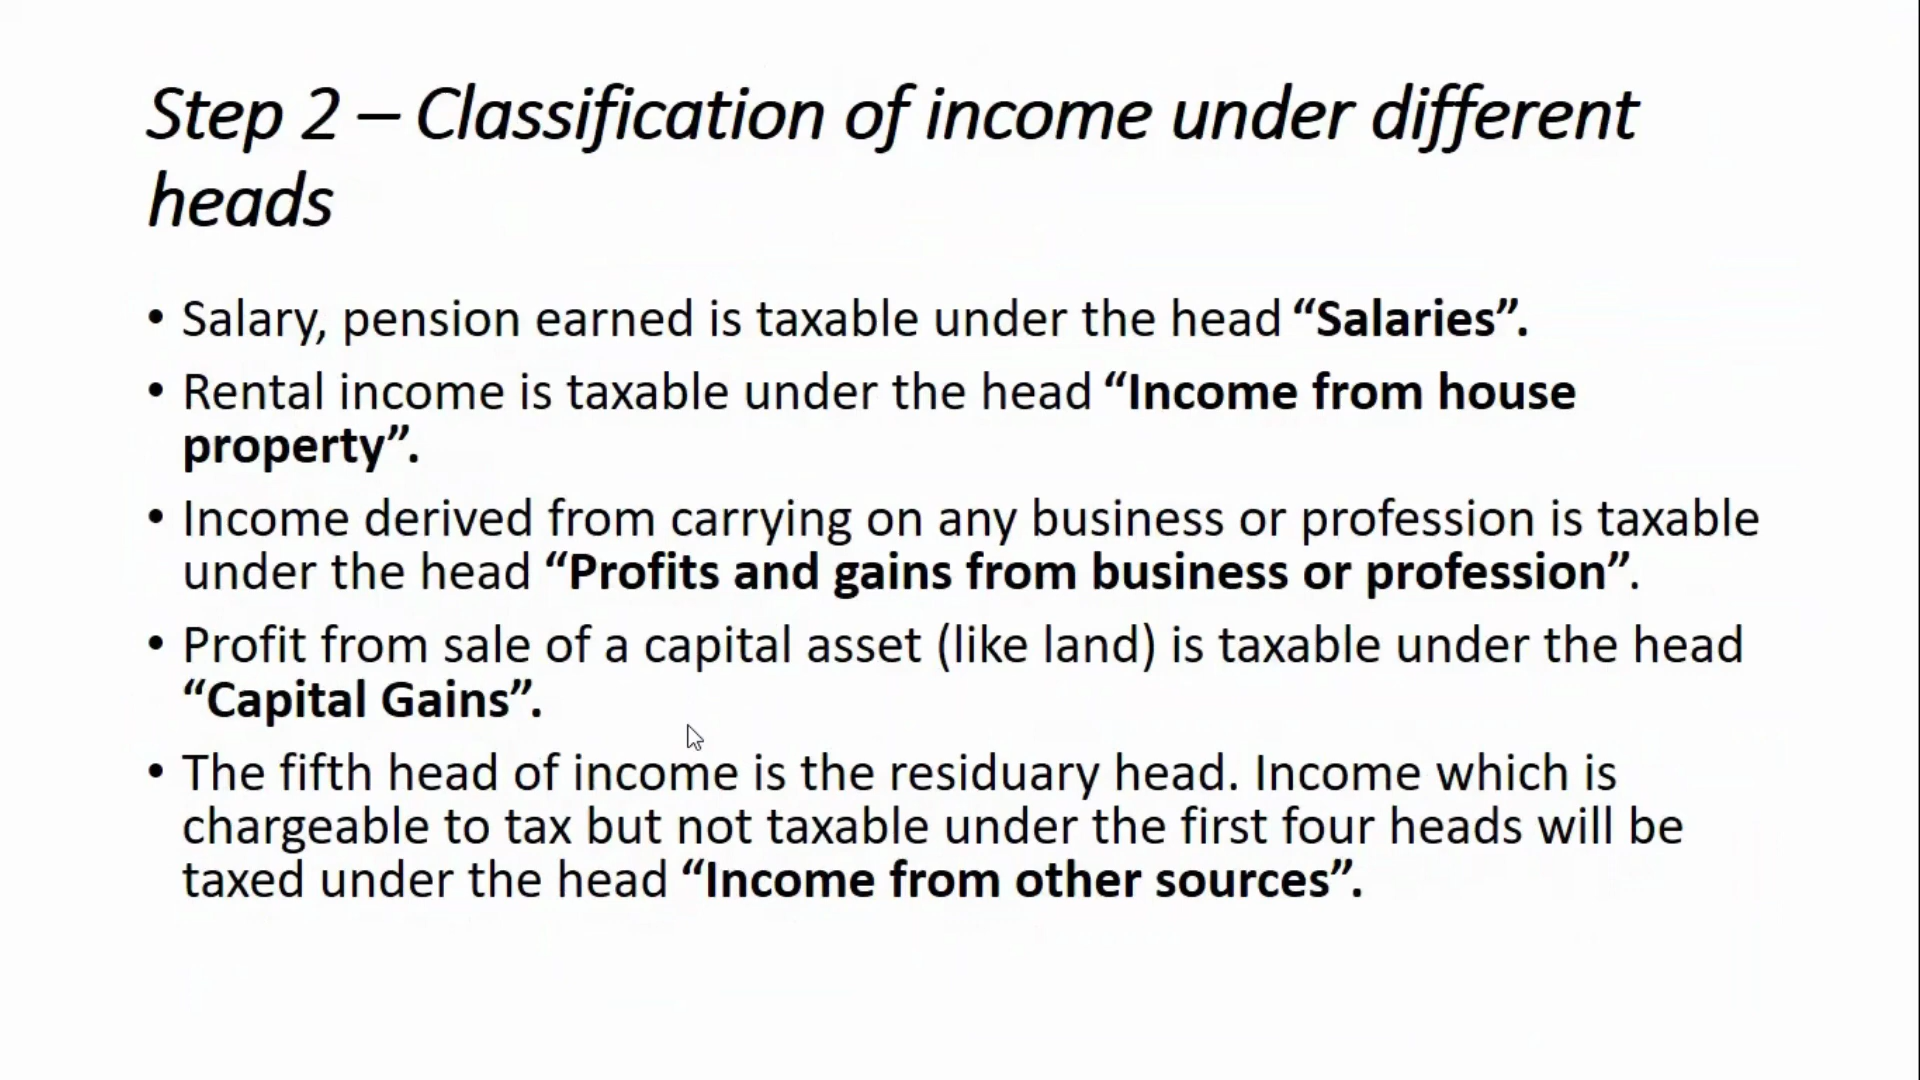 Step 2 – Classification of income under different
heads
• Salary, pension earned is taxable under the head “Salaries”.
• Rental income is taxable under the head “Income from house
property”.
• Income derived from carrying on any business or profession is taxable
under the head “Profits and gains from business or profession”.
• Profit from sale of a capital asset (like land) is taxable under the head
“Capital Gains”.
• The fifth head of income is the residuary head. Income which is
chargeable to tax but not taxable under the first four heads will be
taxed under the head “Income from other sources”.